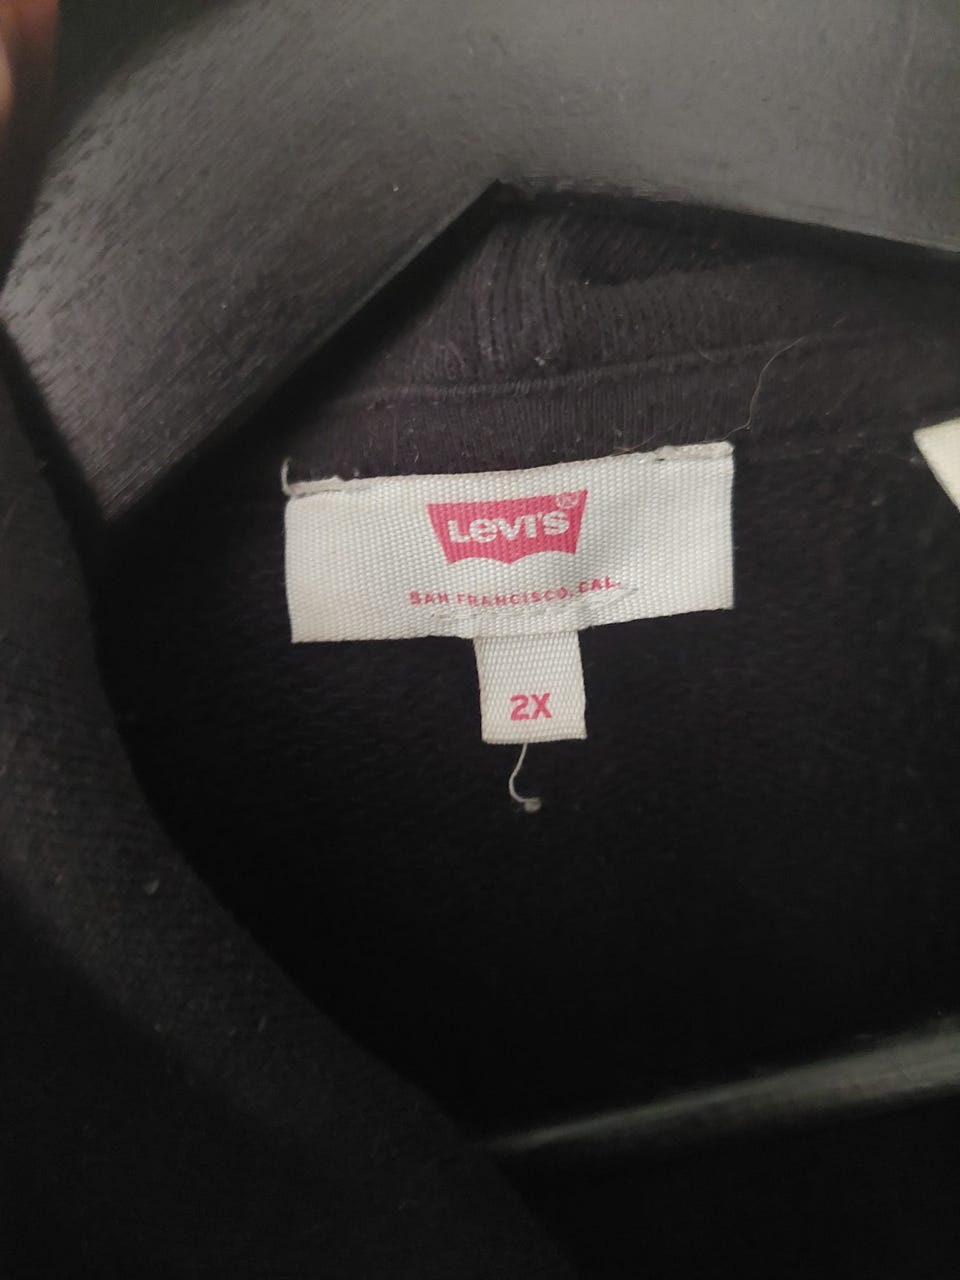 Levi's®
SAN FRANCISCO, CAL.
2X